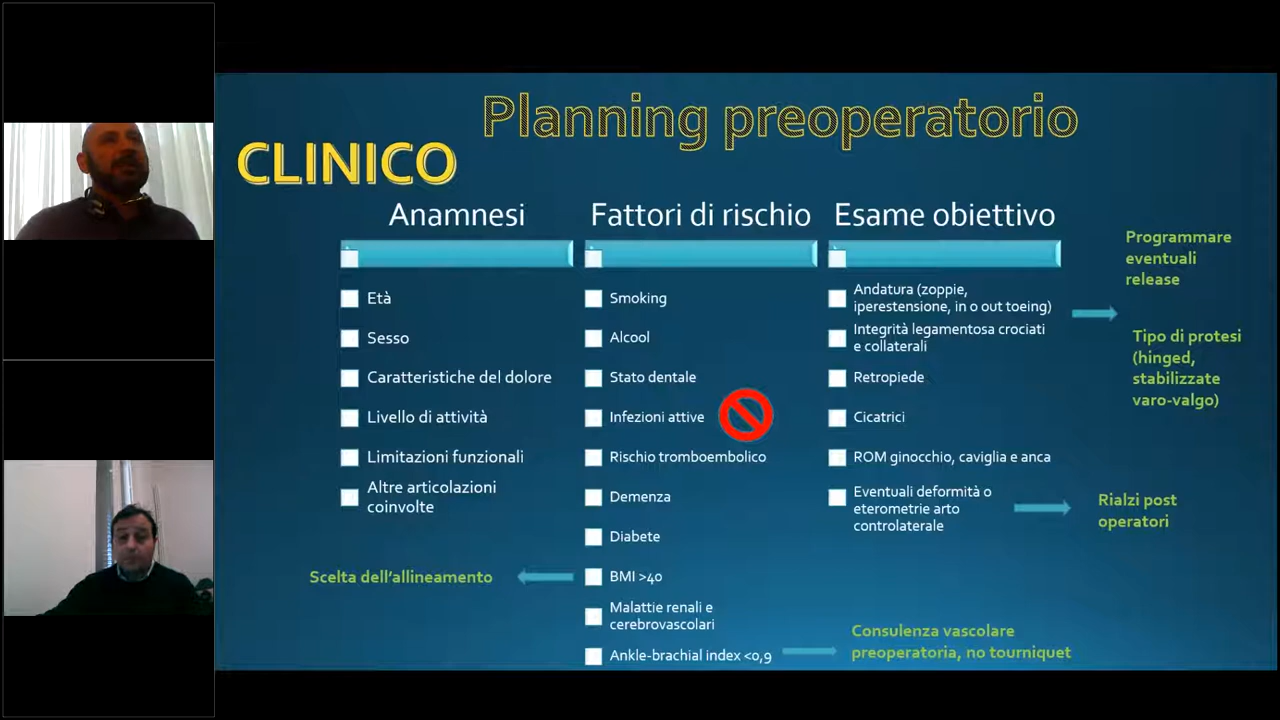 Planning preoperatorio
CLINICO
Anamnesi
Età
Sesso
Caratteristiche del dolore
Livello di attività
Limitazioni funzionali
Altre articolazioni
coinvolte
Fattori di rischio
Smoking
Alcool
Stato dentale
Infezioni attive
Rischio tromboembolico
Demenza
Diabete
BMI >40
Scelta dell'allineamento
Malattie renali e
cerebrovascolari
Ankle-brachial index <0,9
Consulenza vascolare
preoperatoria, no tourniquet
Esame obiettivo
Andatura (zoppie,
iperestensione, in o out toeing)
Integrità legamentosa crociati
e collaterali
Retropiede
Cicatrici
ROM ginocchio, caviglia e anca
Eventuali deformità o
eterometrie arto
controlaterale
Programmare
eventuali
release
Tipo di protesi
(hinged,
stabilizzate
varo-valgo)
Rialzi post
operatori